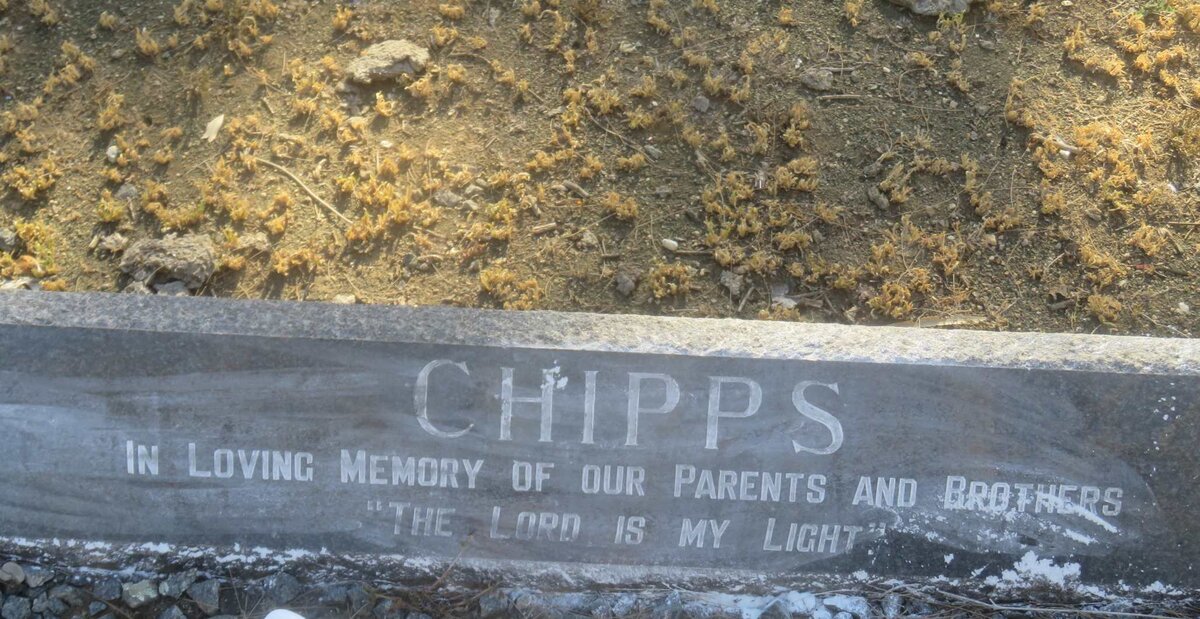 CHIPPS
IN LOVING MEMORY OF OUR PARENTS AND BROTHERS
"THE LORD IS MY LIGHT"